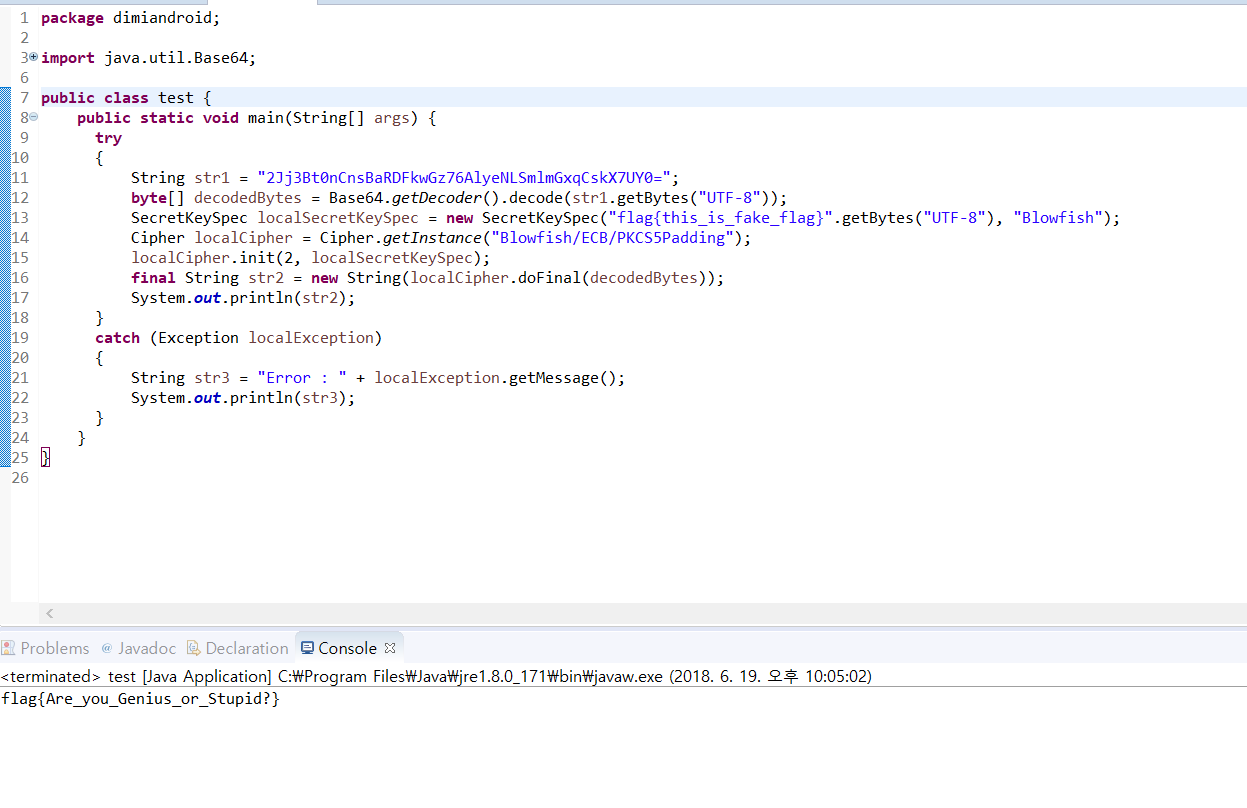 1 package dimiandroid;
2
3 import java.util.Base64;
6
7 public class test {
8 public static void main(String[] args) {
9 try
10 {
11 String str1 = "2Jj3Bt0nCnsBaRDFkwGz76AlyeNLSmlmGxqCskX7UY0=";
12 byte[] decodedBytes = Base64.getDecoder().decode(str1.getBytes("UTF-8"));
13 SecretKeySpec localSecretKeySpec = new SecretKeySpec("flag{this_is_fake_flag}".getBytes("UTF-8"), "Blowfish");
14 Cipher localCipher = Cipher.getInstance("Blowfish/ECB/PKCS5Padding");
15 localCipher.init(2, localSecretKeySpec);
16 final String str2 = new String(localCipher.doFinal(decodedBytes));
17 System.out.println(str2);
18 }
19 catch (Exception localException)
20 {
21 String str3 = "Error : " + localException.getMessage();
22 System.out.println(str3);
23 }
24 }
25 }
26
Problems @ Javadoc Declaration Console
<terminated> test [Java Application] C:₩Program Files₩Java₩jre1.8.0_171₩bin₩javaw.exe (2018. 6. 19. 오후 10:05:02)
flag{Are_you_Genius_or_Stupid?}